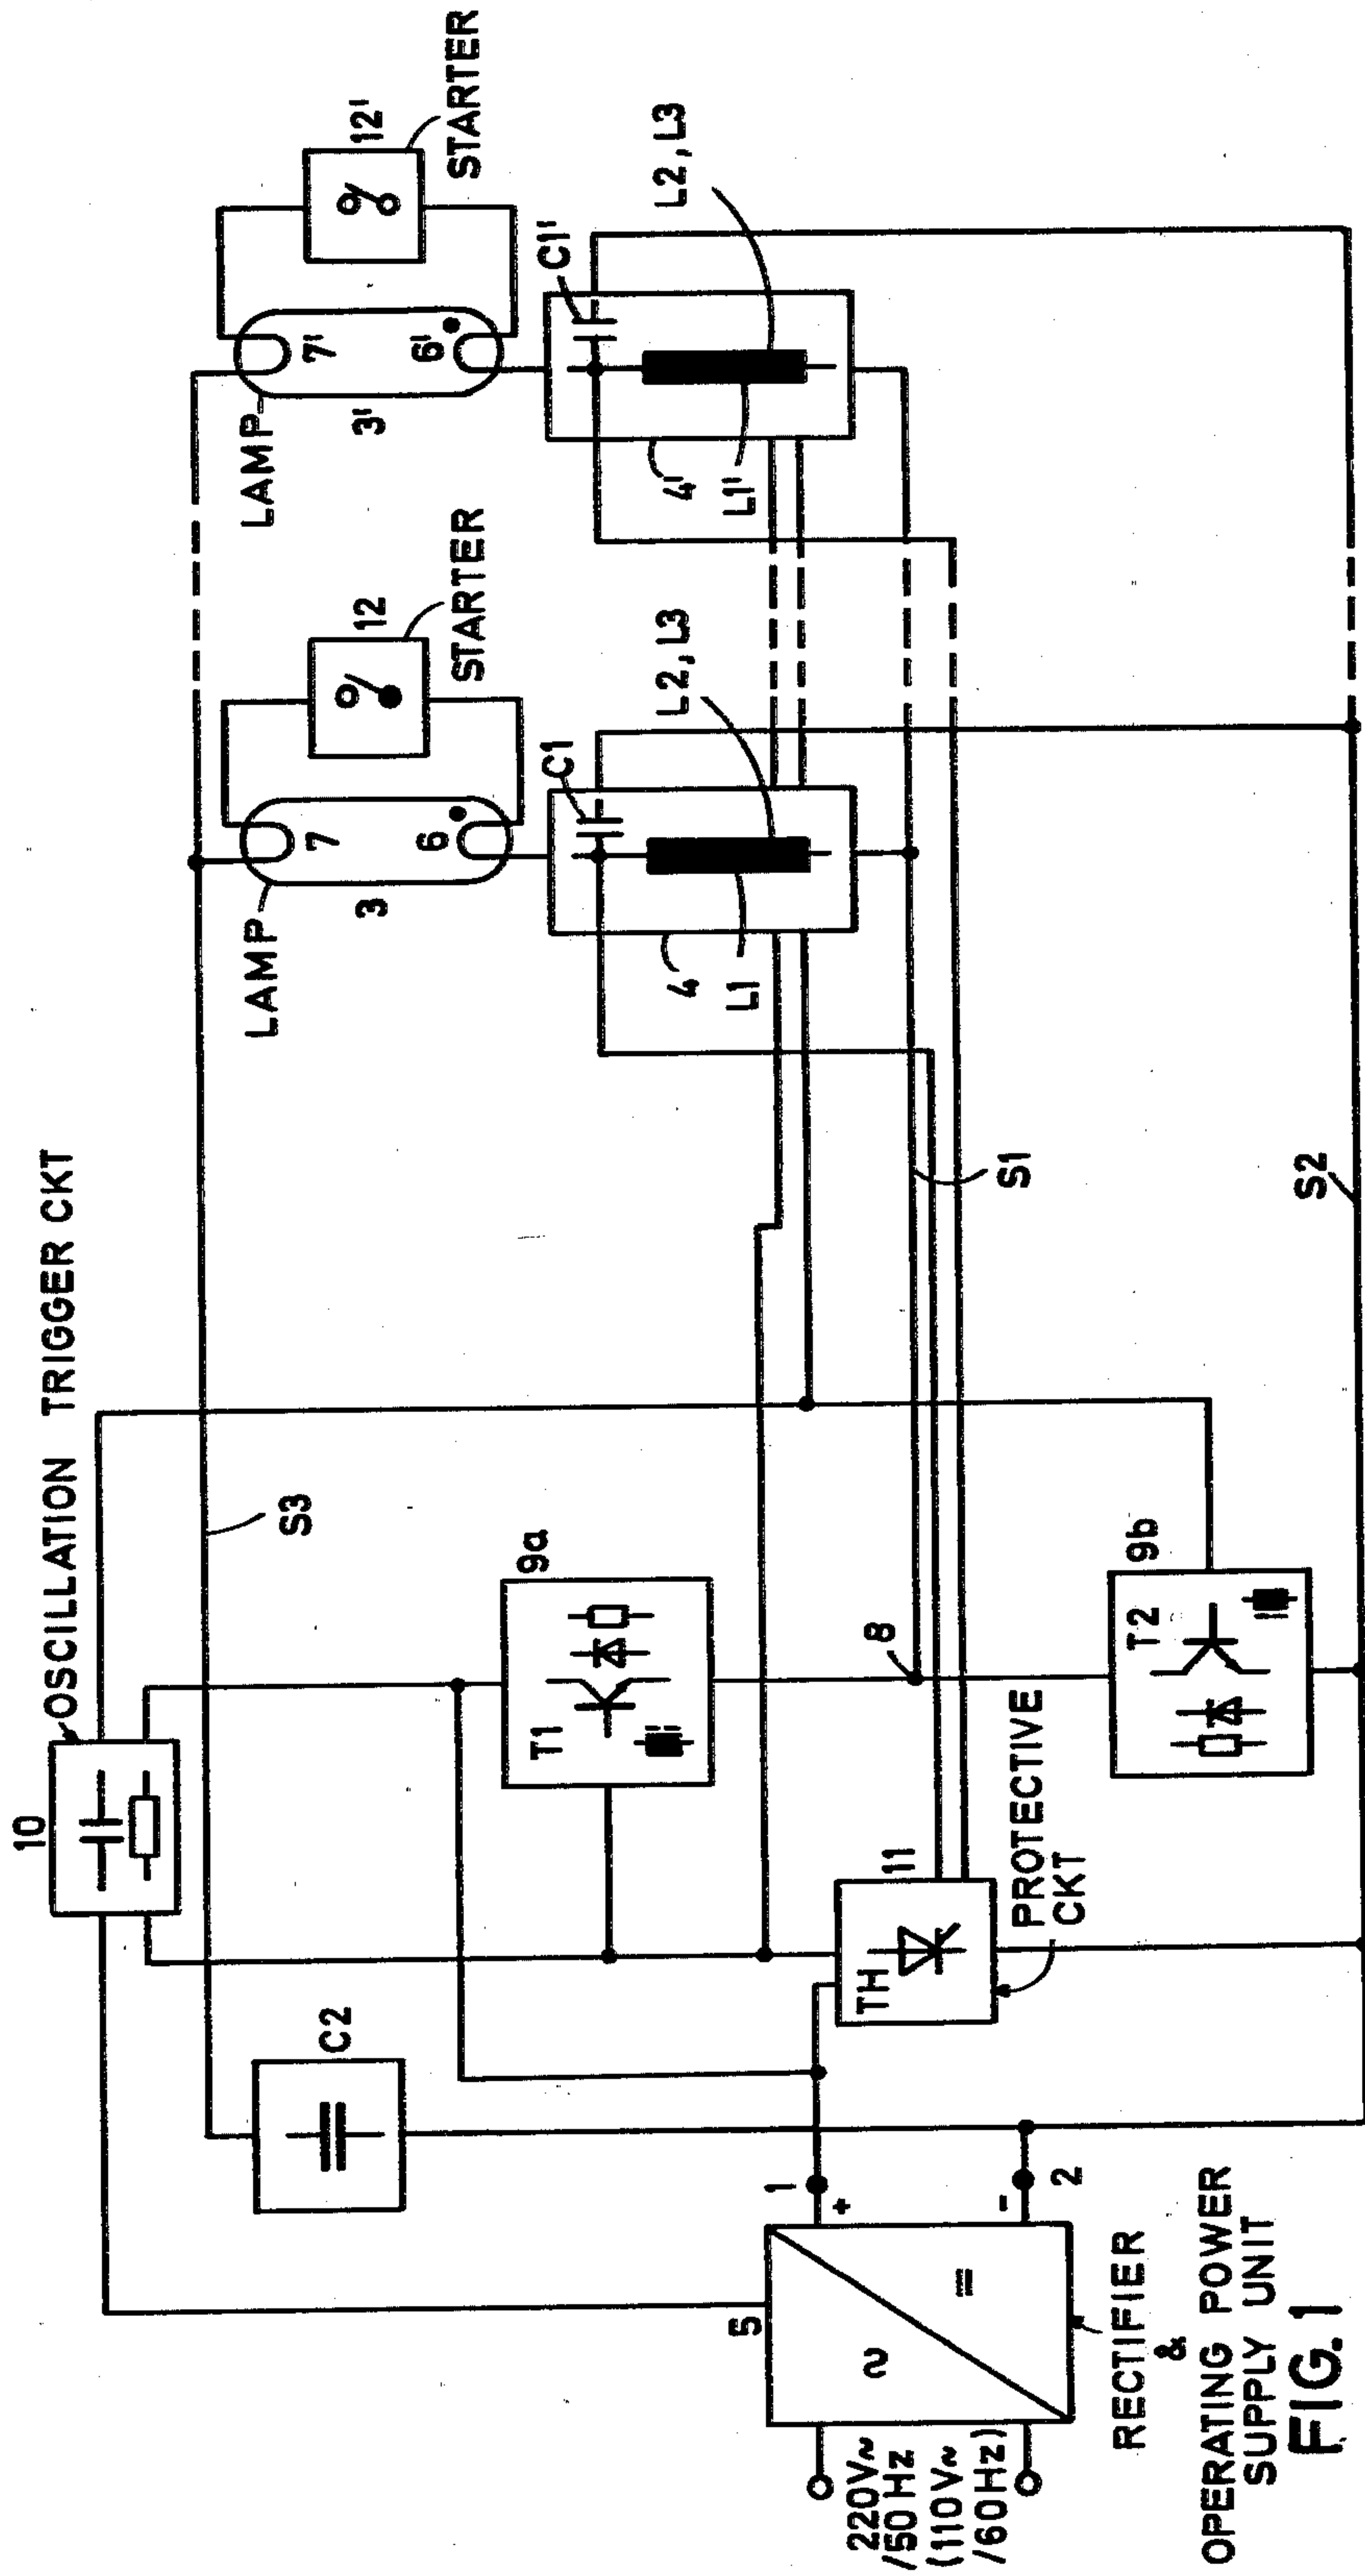 10
OSCILLATION TRIGGER CKT
C2
S3
T1
9a
LAMP
7
6
3
12
STARTER
LAMP
7'
6'
3'
12'
STARTER
C1
4
L1
L2, L3
C1'
4'
L1'
L2, L3
5
~
=
1
+
-
2
TH
11
PROTECTIVE
CKT
8
T2
9b
S1
S2
220V~
/50 Hz
(110V~
/60Hz)
RECTIFIER
&
OPERATING POWER
SUPPLY UNIT
FIG. 1